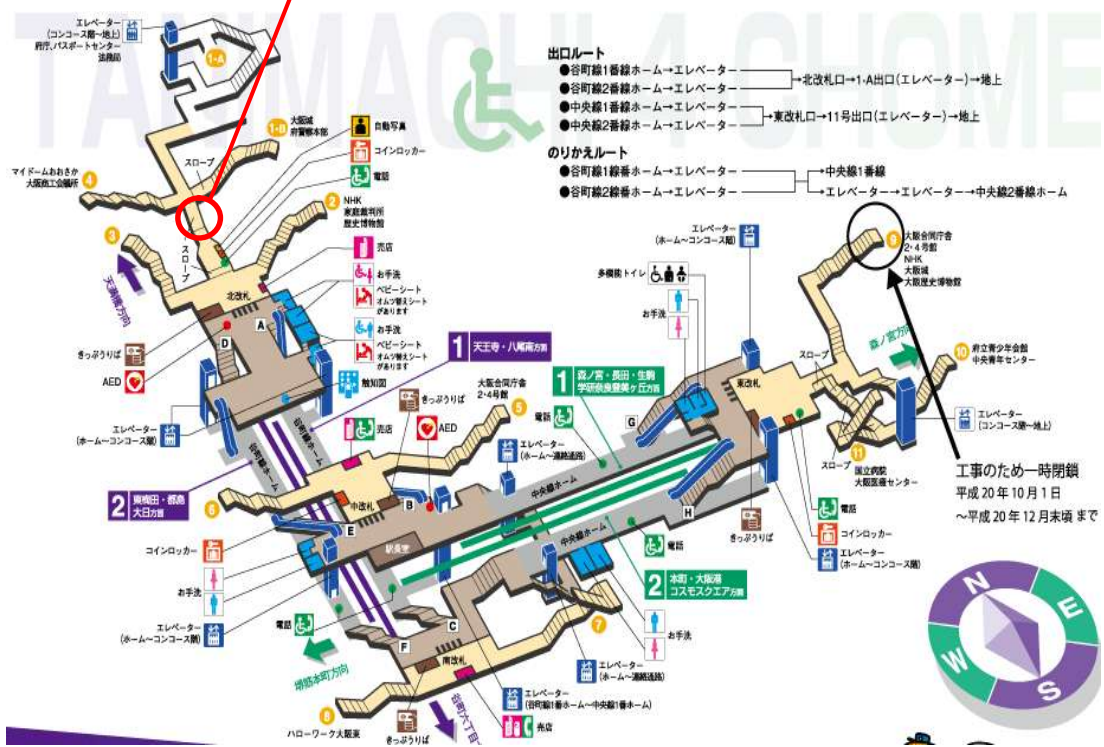 TANIMACHI 4 CHOME
エレベーター
(コンコース階～地上)
府庁、パスポートセンター
法務局
1・A
1・B
大阪城
府警察本部
スロープ
自動写真
コインロッカー
電話
マイドームおおさか
大阪商工会議所
4
3
2
NHK
家庭裁判所
歴史博物館
スロープ
天満橋方向
売店
お手洗
ベビーシート
オムツ替えシート
があります
お手洗
ベビーシート
オムツ替えシート
があります
北改札
A
D
きっぷうりば
AED
触知図
エレベーター
(ホーム～コンコース階)
谷町線ホーム
谷町線ホーム
1 天王寺・八尾南方面
2 東梅田・都島
大日方面
出口ルート
●谷町線1番線ホーム→エレベーター
●谷町線2番線ホーム→エレベーター
→北改札口→1・A出口(エレベーター)→地上
●中央線1番線ホーム→エレベーター
●中央線2番線ホーム→エレベーター
→東改札口→11号出口(エレベーター)→地上
のりかえルート
●谷町線1線番ホーム→エレベーター
●谷町線2線番ホーム→エレベーター
→中央線1番線
→エレベーター→エレベーター→中央線2番線ホーム
エレベーター
(ホーム～コンコース階)
多機能トイレ
お手洗
9
大阪合同庁舎
2・4号館
NHK
大阪城
大阪歴史博物館
森ノ宮方向
10
府立青少年会館
中央青年センター
スロープ
東改札
エレベーター
(コンコース階～地上)
11
スロープ
国立病院
大阪医療センター
工事のため一時閉鎖
平成20年10月1日
～平成20年12月末頃 まで
電話
コインロッカー
エレベーター
(ホーム～コンコース階)
きっぷうりば
G
H
1 森ノ宮・長田・生駒
学研奈良登美ヶ丘方面
電話
大阪合同庁舎
2・4号館
5
きっぷうりば
AED
売店
エレベーター
(ホーム～連絡通路)
中央線ホーム
中央線ホーム
電話
2 本町・大阪港
コスモスクエア方面
6
中改札
B
E
駅長室
コインロッカー
お手洗
エレベーター
(ホーム～コンコース階)
電話
堺筋本町方向
C
F
7
お手洗
エレベーター
(ホーム～連絡通路)
南改札
エレベーター
(谷町線1番ホーム～中央線1番ホーム)
売店
8
ハローワーク大阪東
きっぷうりば
谷町六丁目
N
E
S
W